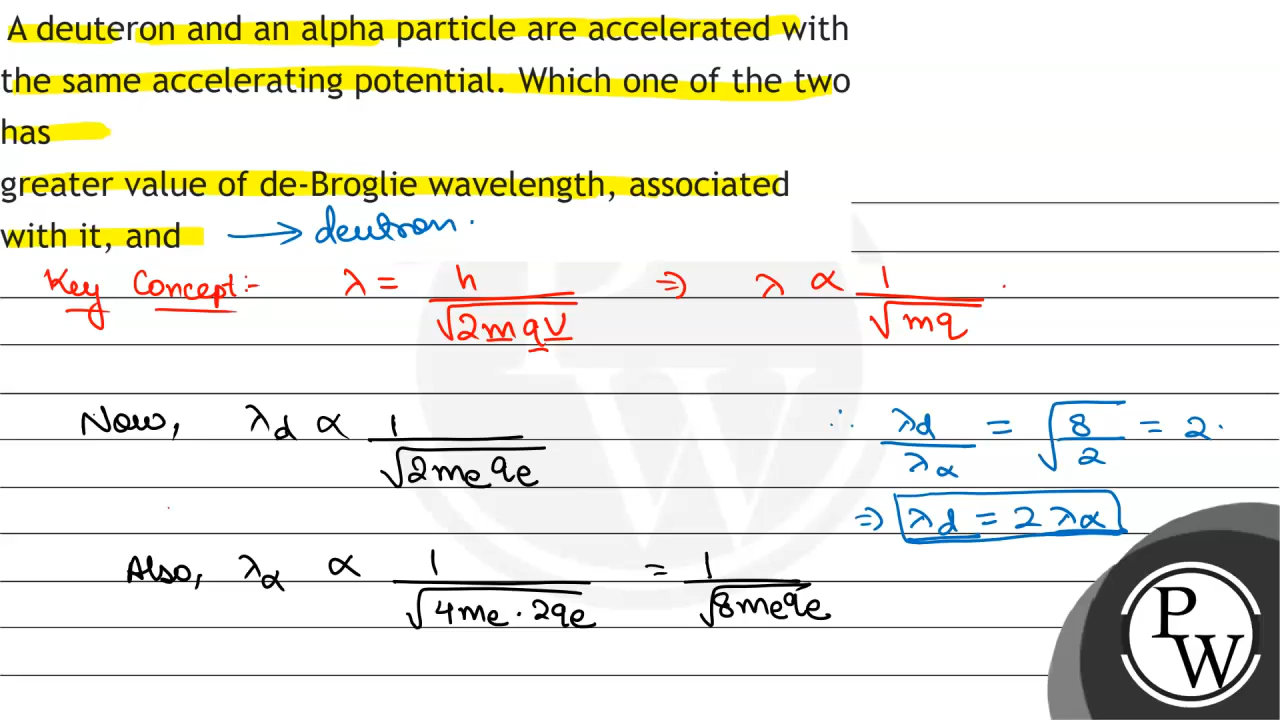 A deuteron and an alpha particle are accelerated with
the same accelerating potential. Which one of the two
has
greater value of de-Broglie wavelength, associated
with it, and → deutron.
Key Concept:- λ = h/√(2mqV) ⇒ λ ∝ 1/√(mq)
Now, λd ∝ 1/√(2me qe)
∴ λd/λα = √(8/2) = 2.
⇒ λd = 2λα
Also, λα ∝ 1/√(4me · 2qe) = 1/√(8me qe)
P
W